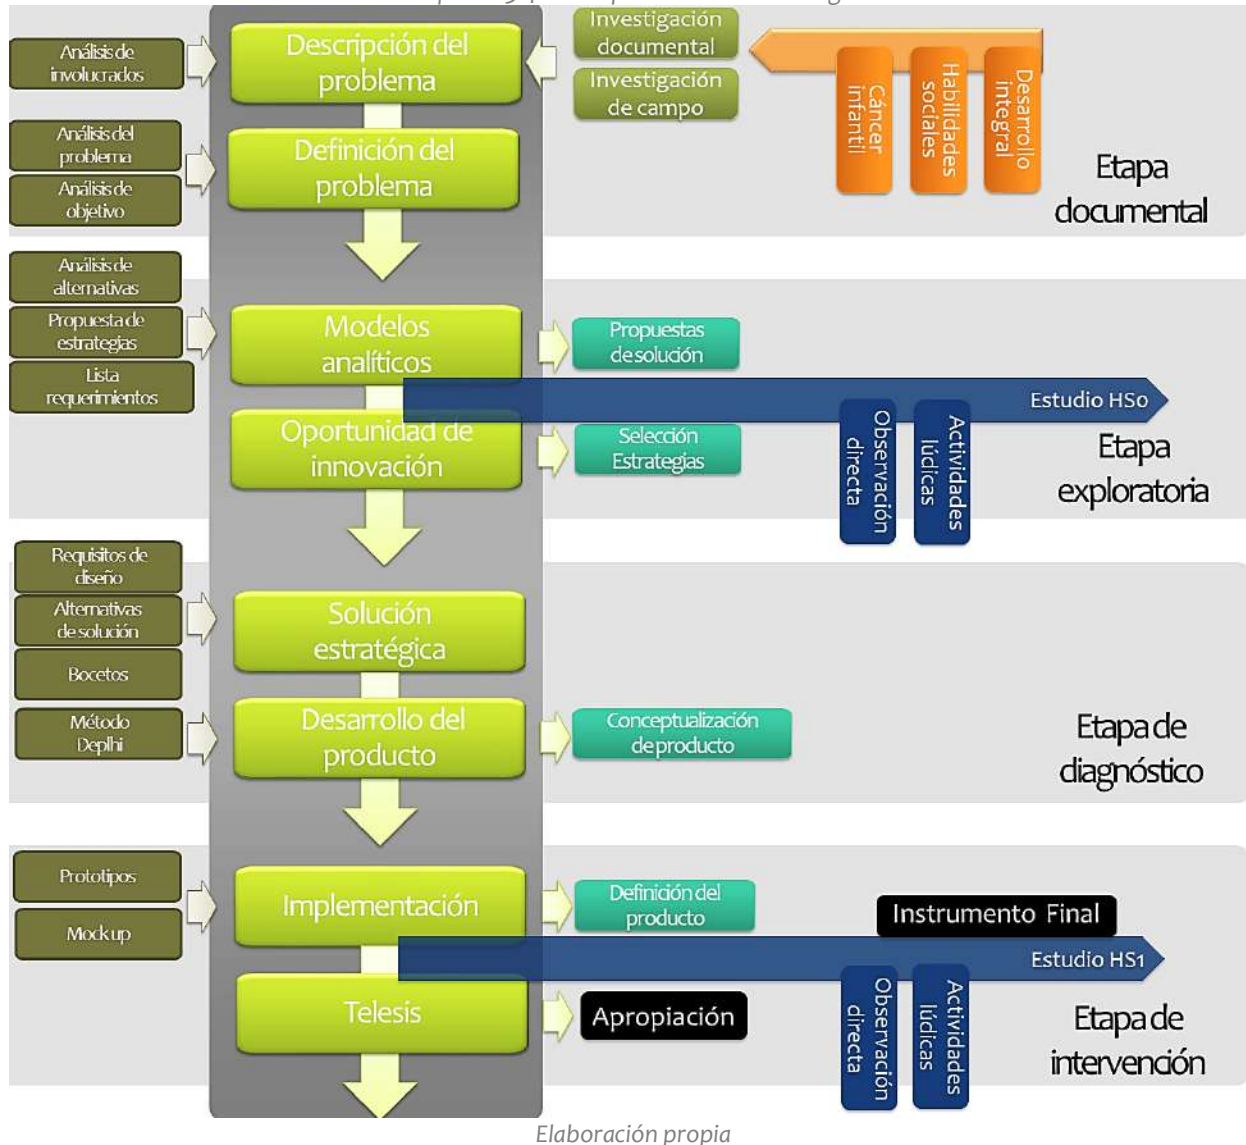 Análisis de
involucrados
Descripción del
problema
Investigación
documental
Investigación
de campo
Cáncer
infantil
Habilidades
sociales
Desarrollo
integral
Análisis del
problema
Análisis de
objetivo
Definición del
problema
Etapa
documental
Análisis de
alternativas
Propuesta de
estrategias
Lista
requerimientos
Modelos
analíticos
Propuestas
de solución
Estudio HS0
Oportunidad de
innovación
Selección
Estrategias
Observación
directa
Actividades
lúdicas
Etapa
exploratoria
Requisitos de
diseño
Alternativas
de solución
Bocetos
Solución
estratégica
Método
Deplhi
Desarrollo del
producto
Conceptualización
de producto
Etapa de
diagnóstico
Prototipos
Mock up
Implementación
Definición del
producto
Instrumento Final
Estudio HS1
Telesis
Apropiación
Observación
directa
Actividades
lúdicas
Etapa de
intervención
Elaboración propia